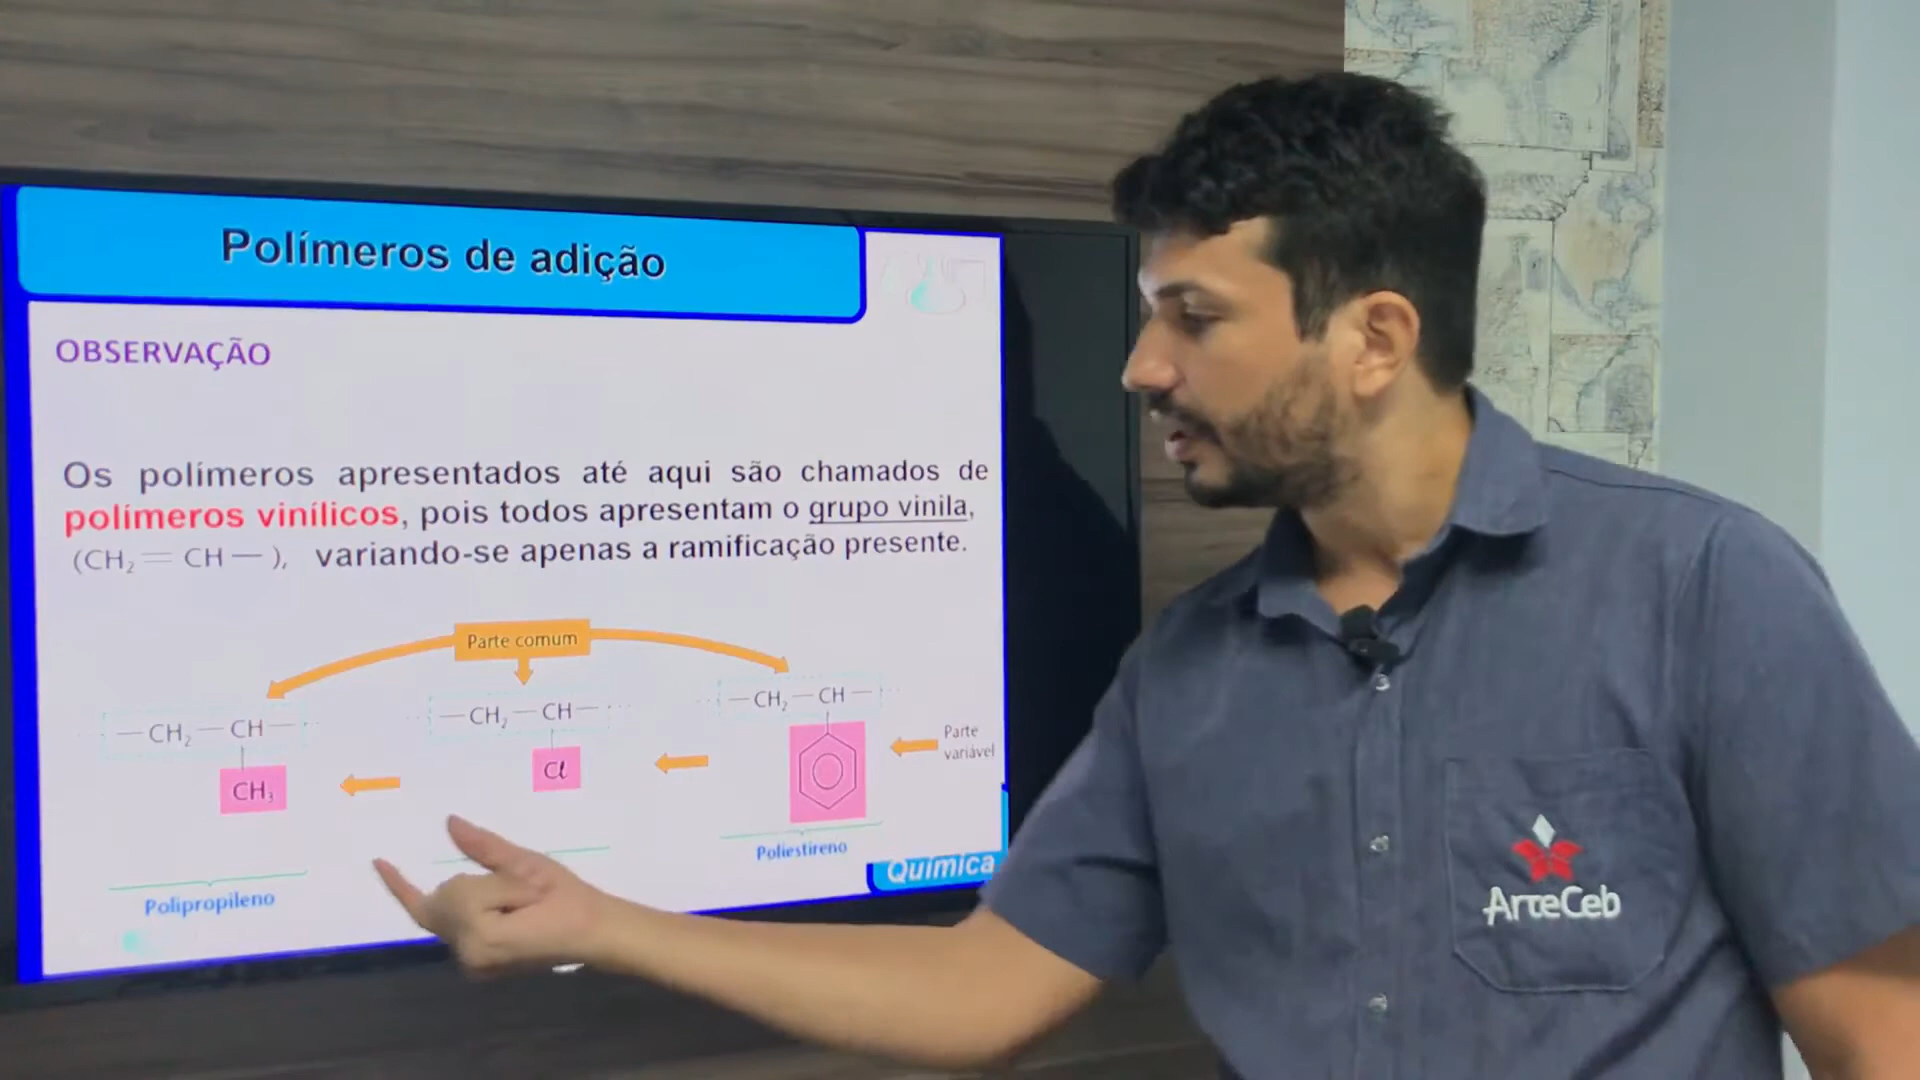 Polímeros de adição
OBSERVAÇÃO
Os polímeros apresentados até aqui são chamados de
polímeros vinílicos, pois todos apresentam o grupo vinila,
(CH₂ = CH — ), variando-se apenas a ramificação presente.
Parte comum
— CH₂ — CH —
— CH₂ — CH —
— CH₂ — CH —
Parte
variável
CH₃
Cl
Poliestireno
Polipropileno
Química
ArteCeb